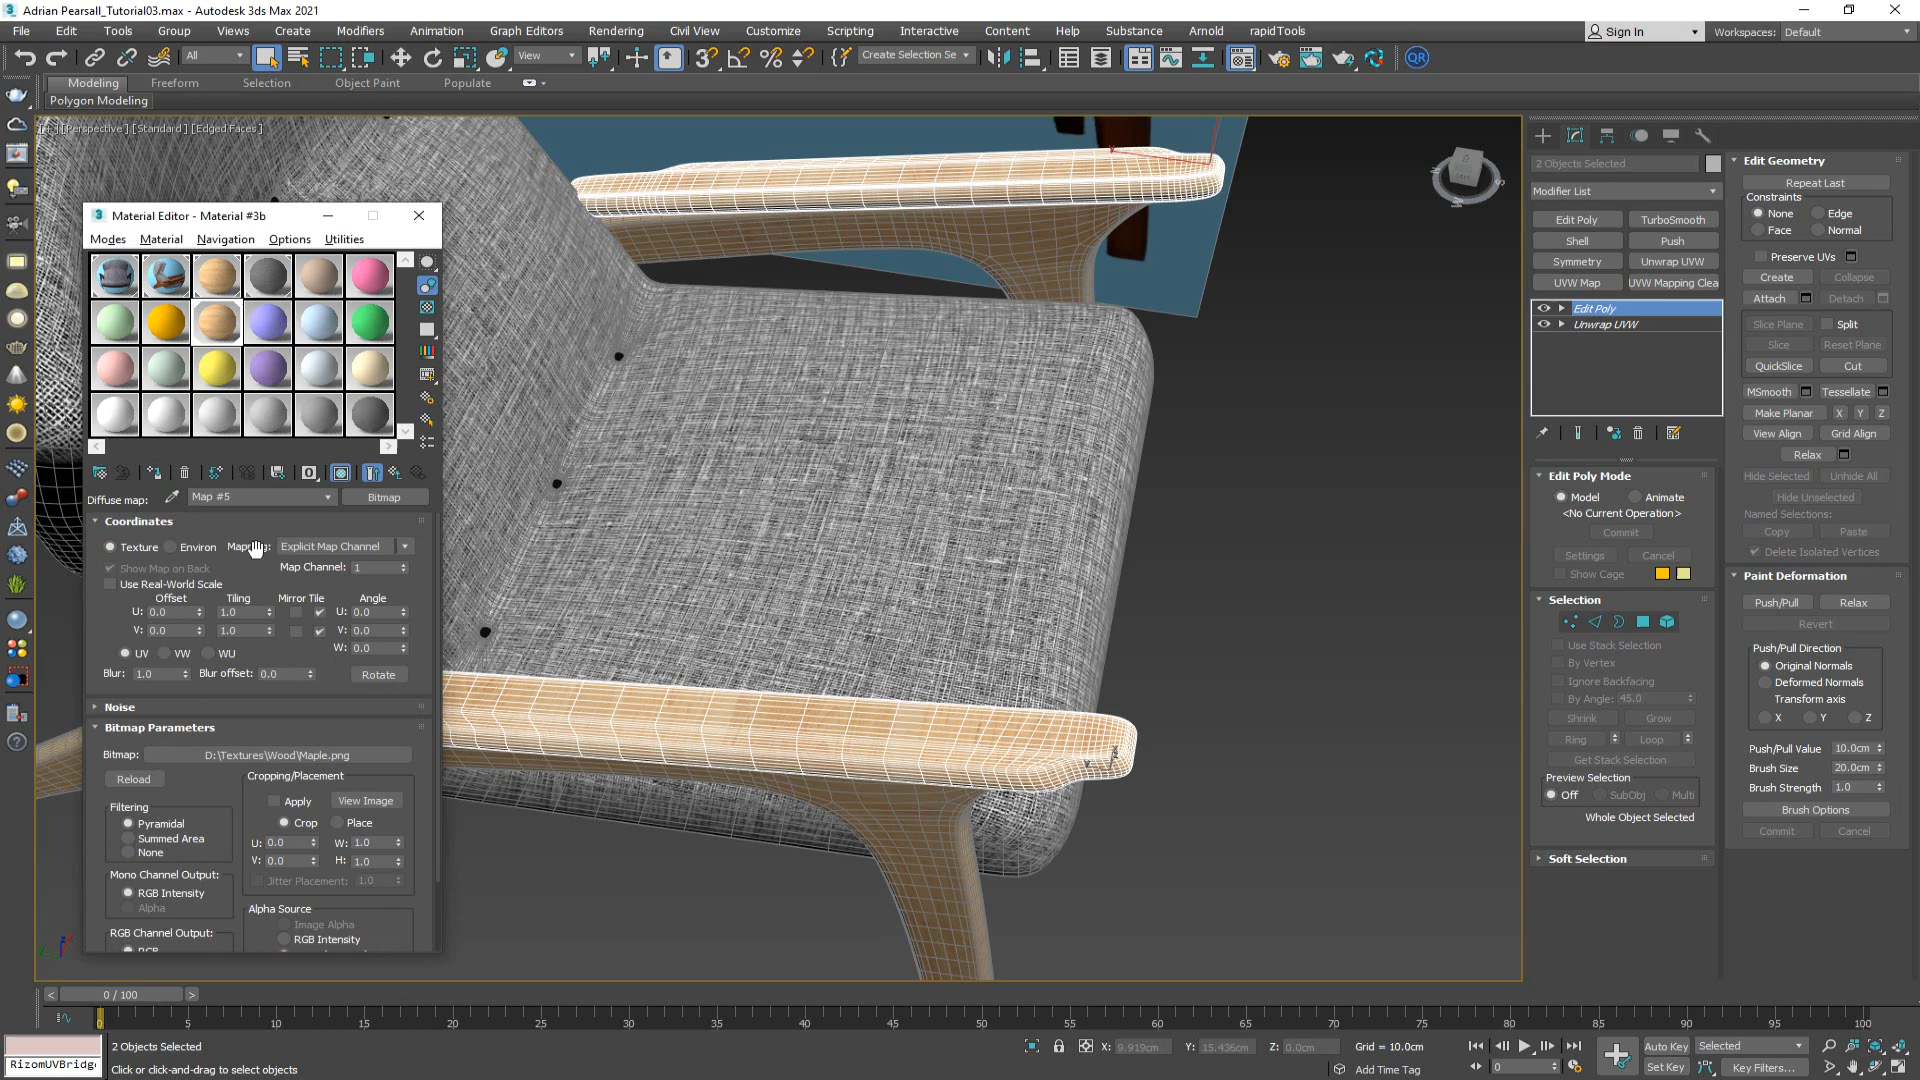 Adrian Pearsall_Tutorial03.max - Autodesk 3ds Max 2021
File Edit Tools Group Views Create Modifiers Animation Graph Editors Rendering Civil View Customize Scripting Interactive Content Help Substance Arnold rapidTools Sign In Workspaces: Default
All View Create Selection Se QR
Modeling Freeform Selection Object Paint Populate
Polygon Modeling
[Perspective] [Standard] [Edged Faces]
Material Editor - Material #3b
Modes Material Navigation Options Utilities
Diffuse map: Map #5 Bitmap
Coordinates
Texture Environ Mapping: Explicit Map Channel
Show Map on Back Map Channel: 1
Use Real-World Scale
Offset Tiling Mirror Tile Angle
U: 0.0 1.0 U: 0.0
V: 0.0 1.0 V: 0.0
W: 0.0
UV VW WU
Blur: 1.0 Blur offset: 0.0 Rotate
Noise
Bitmap Parameters
Bitmap: D:\Textures\Wood\Maple.png
Reload Cropping/Placement
Apply View Image
Filtering
Pyramidal Crop Place
Summed Area U: 0.0 W: 1.0
None V: 0.0 H: 1.0
Mono Channel Output: Jitter Placement: 1.0
RGB Intensity
Alpha Alpha Source
Image Alpha
RGB Channel Output: RGB Intensity
RGB
2 Objects Selected
Modifier List
Edit Poly TurboSmooth
Shell Push
Symmetry Unwrap UVW
UVW Map UVW Mapping Clea
Edit Poly
Unwrap UVW
Edit Poly Mode
Model Animate
<No Current Operation>
Commit
Settings Cancel
Show Cage
Selection
Use Stack Selection
By Vertex
Ignore Backfacing
By Angle: 45.0
Shrink Grow
Ring Loop
Get Stack Selection
Preview Selection
Off SubObj Multi
Whole Object Selected
Soft Selection
Edit Geometry
Repeat Last
Constraints
None Edge
Face Normal
Preserve UVs
Create Collapse
Attach Detach
Slice Plane Split
Slice Reset Plane
QuickSlice Cut
MSmooth Tessellate
Make Planar X Y Z
View Align Grid Align
Relax
Hide Selected Unhide All
Hide Unselected
Named Selections:
Copy Paste
Delete Isolated Vertices
Paint Deformation
Push/Pull Relax
Revert
Push/Pull Direction
Original Normals
Deformed Normals
Transform axis
X Y Z
Push/Pull Value 10.0cm
Brush Size 20.0cm
Brush Strength 1.0
Brush Options
Commit Cancel
< 0 / 100 >
0 5 10 15 20 25 30 35 40 45 50 55 60 65 70 75 80 85 90 95 100
2 Objects Selected X: 9.919cm Y: 15.436cm Z: 0.0cm Grid = 10.0cm Auto Key Selected
RizomUVBridge Click or click-and-drag to select objects Add Time Tag 0 Set Key Key Filters...